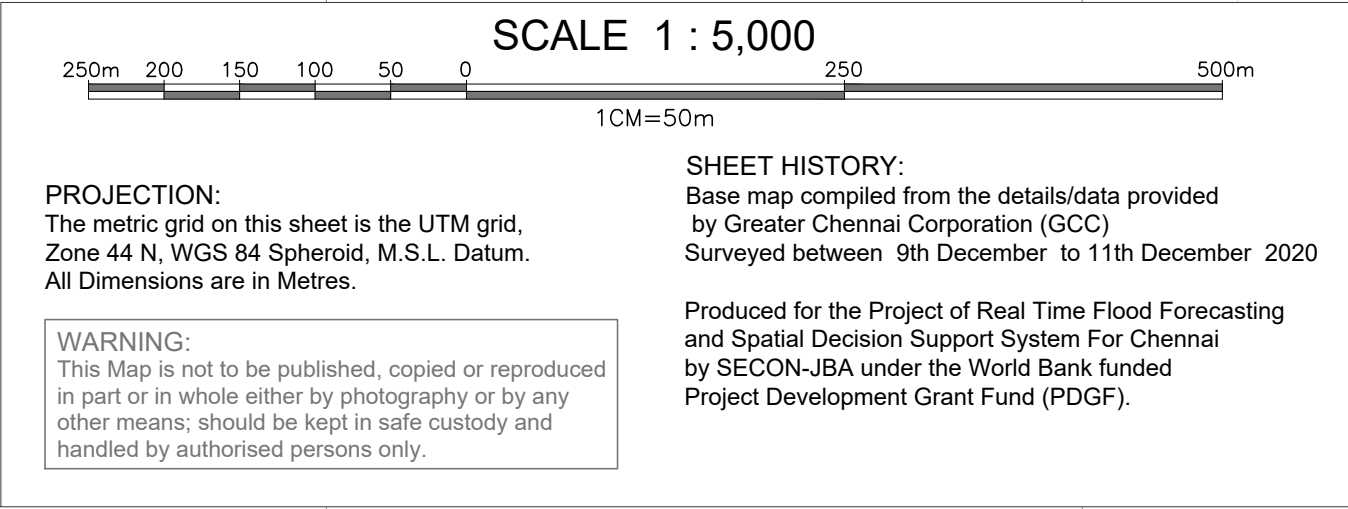 SCALE 1 : 5,000
250m 200 150 100 50 0 250 500m
1CM=50m
PROJECTION:
The metric grid on this sheet is the UTM grid,
Zone 44 N, WGS 84 Spheroid, M.S.L. Datum.
All Dimensions are in Metres.
WARNING:
This Map is not to be published, copied or reproduced
in part or in whole either by photography or by any
other means; should be kept in safe custody and
handled by authorised persons only.
SHEET HISTORY:
Base map compiled from the details/data provided
by Greater Chennai Corporation (GCC)
Surveyed between 9th December to 11th December 2020
Produced for the Project of Real Time Flood Forecasting
and Spatial Decision Support System For Chennai
by SECON-JBA under the World Bank funded
Project Development Grant Fund (PDGF).